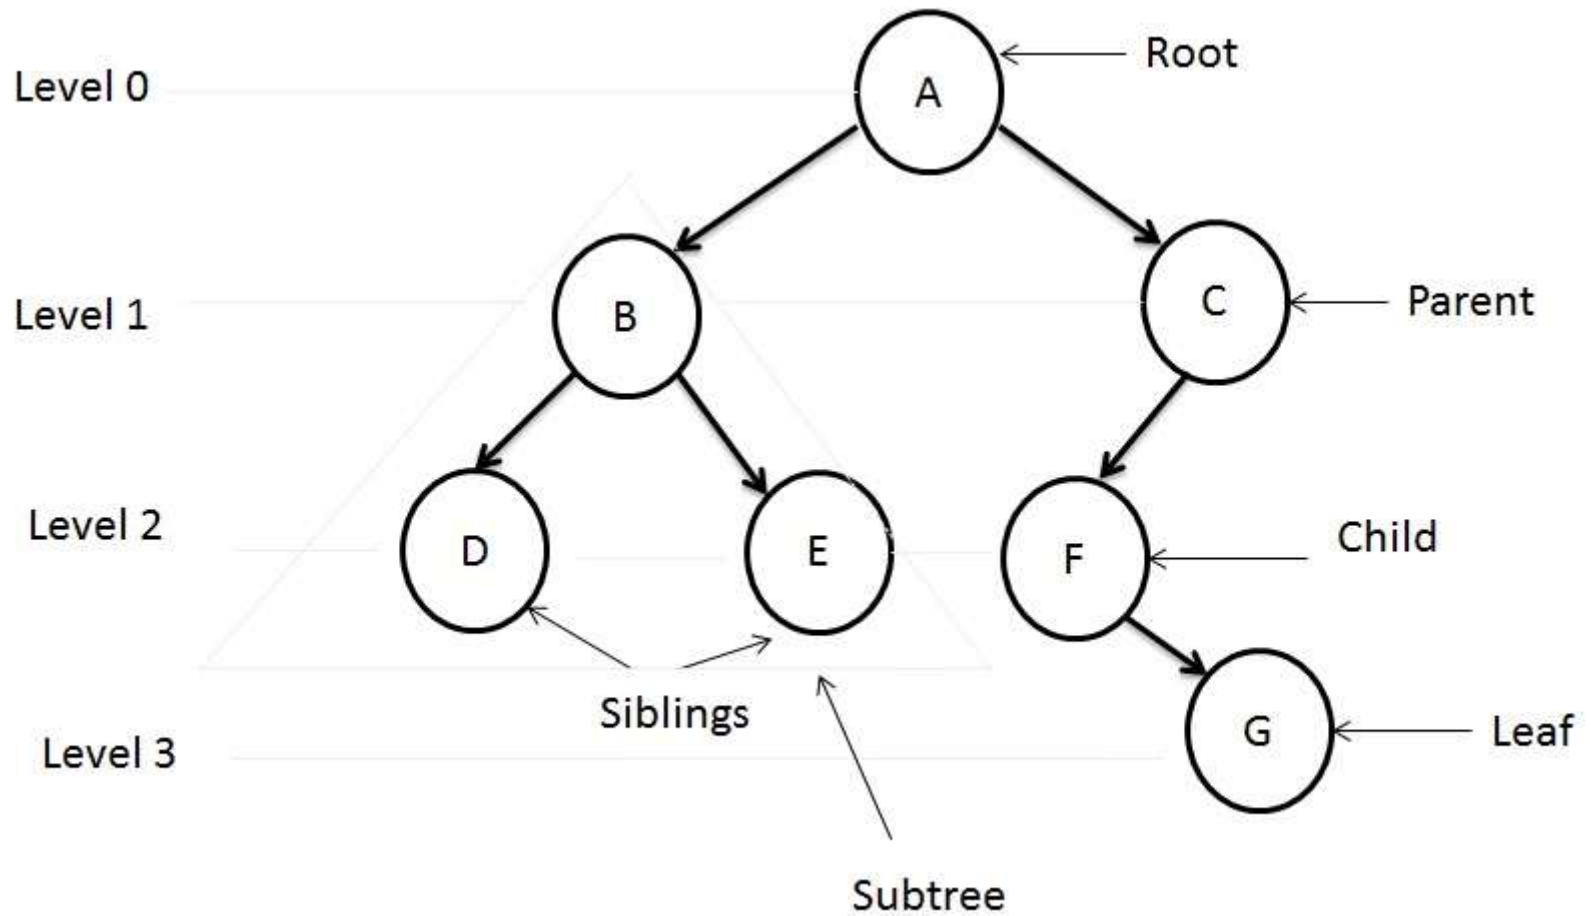 Root
Level 0
A
Level 1
B
C
Parent
Level 2
D
E
F
Child
Siblings
Level 3
G
Leaf
Subtree